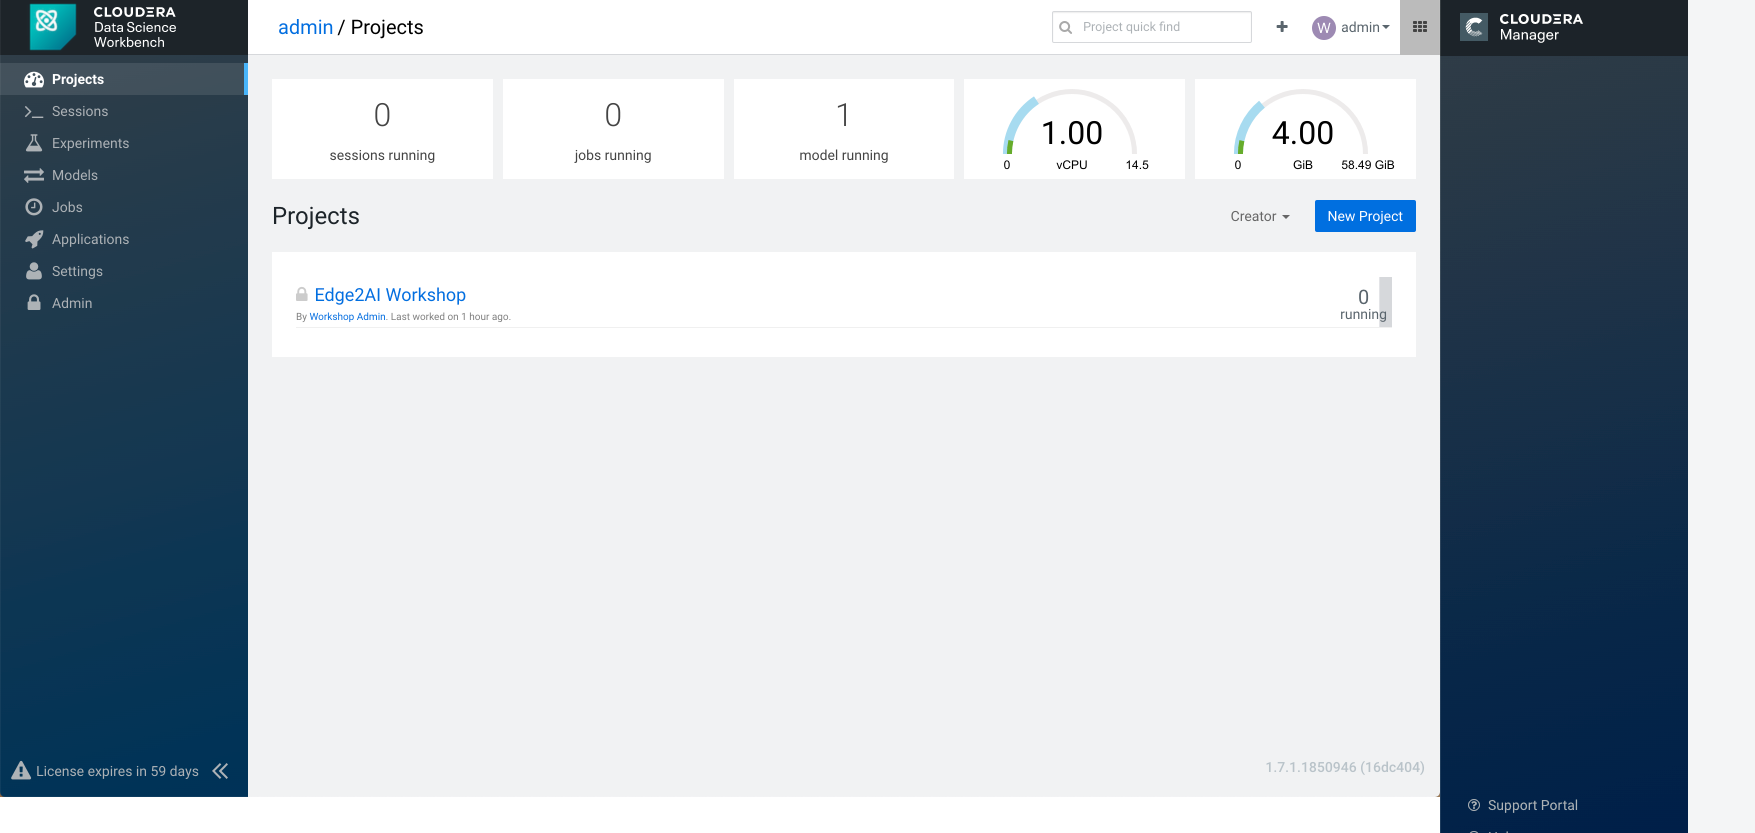 CLOUDERA
Data Science
Workbench
Projects
Sessions
Experiments
Models
Jobs
Applications
Settings
Admin
License expires in 59 days
admin / Projects
Project quick find
W admin
0
sessions running
0
jobs running
1
model running
1.00
0 vCPU 14.5
4.00
0 GiB 58.49 GiB
Projects
Creator
New Project
Edge2AI Workshop
By Workshop Admin. Last worked on 1 hour ago.
0
running
1.7.1.1850946 (16dc404)
CLOUDERA
Manager
Support Portal